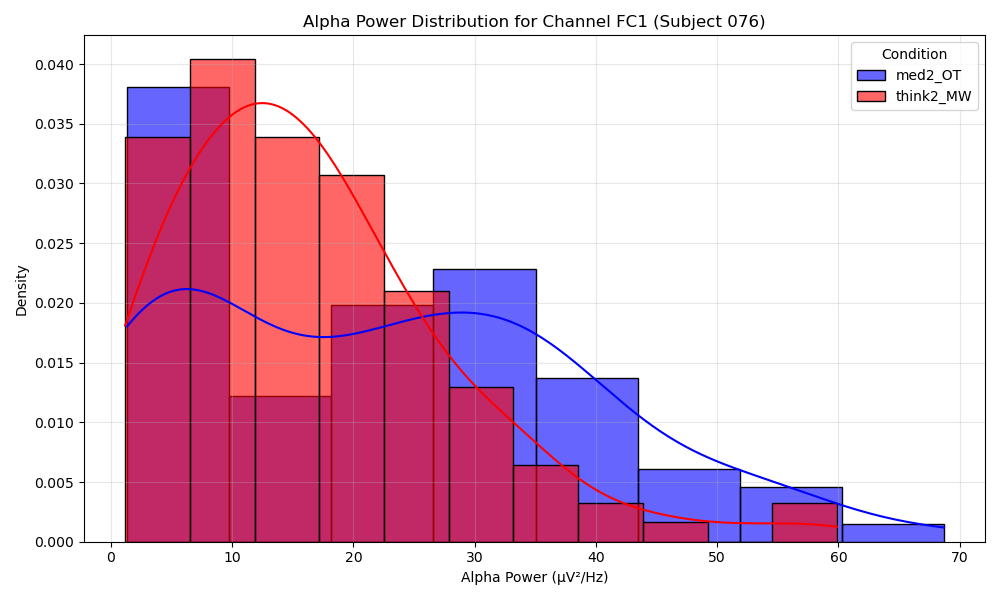 Alpha Power Distribution for Channel FC1 (Subject 076)
Condition
med2_OT
think2_MW
0.040
0.035
0.030
0.025
0.020
0.015
0.010
0.005
0.000
Density
0 10 20 30 40 50 60 70
Alpha Power (µV²/Hz)